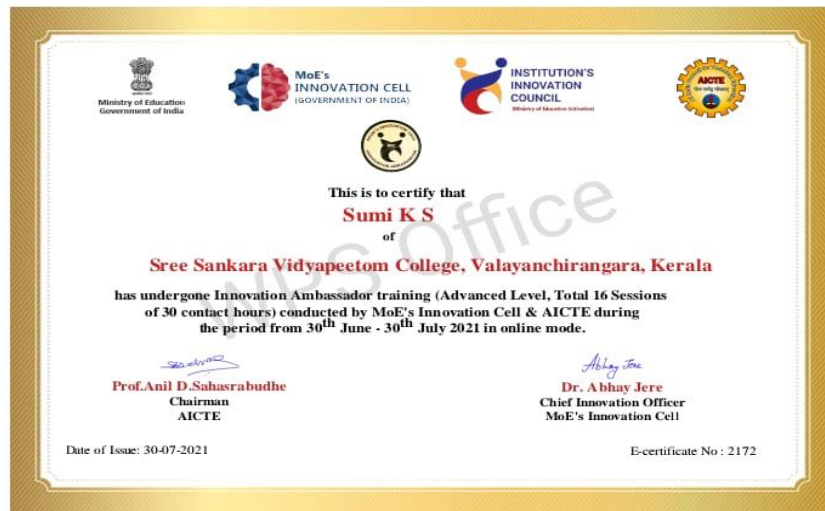 Ministry of Education
Government of India
MoE's
INNOVATION CELL
(GOVERNMENT OF INDIA)
INSTITUTION'S
INNOVATION
COUNCIL
(Ministry of Education Initiative)
AICTE
This is to certify that
Sumi K S
of
Sree Sankara Vidyapeetom College, Valayanchirangara, Kerala
has undergone Innovation Ambassador training (Advanced Level, Total 16 Sessions
of 30 contact hours) conducted by MoE's Innovation Cell & AICTE during
the period from 30th June - 30th July 2021 in online mode.
WPS Office
Abhay Jere
Prof.Anil D.Sahasrabudhe
Chairman
AICTE
Dr. Abhay Jere
Chief Innovation Officer
MoE's Innovation Cell
Date of Issue: 30-07-2021
E-certificate No : 2172